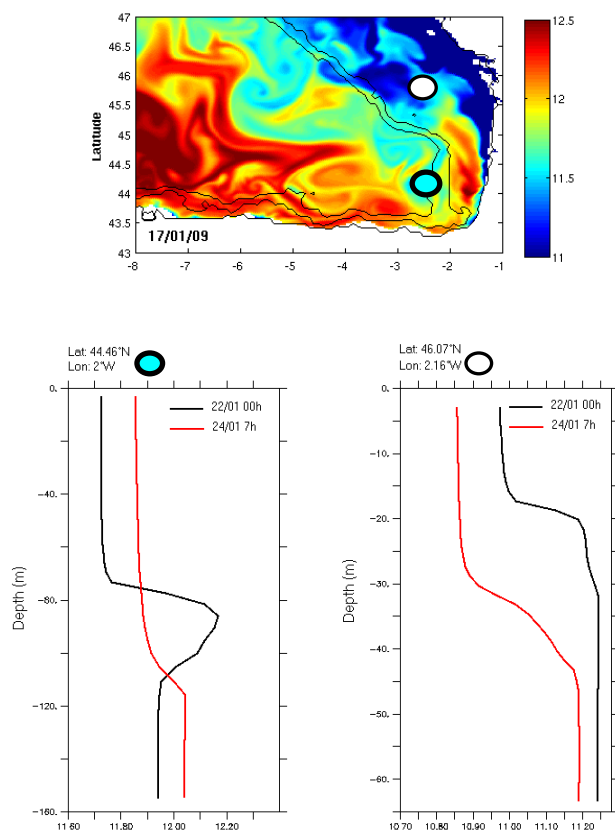 47
46.5
46
45.5
45
44.5
44
43.5
43
Latitude
17/01/09
-8 -7 -6 -5 -4 -3 -2 -1
12.5
12
11.5
11
Lat: 44.46°N
Lon: 2°W
Lat: 46.07°N
Lon: 2.16°W
22/01 00h
24/01 7h
0.
-40.
-80.
-120.
-160.
Depth (m)
11.60 11.80 12.00 12.20
22/01 00h
24/01 7h
0.
-10.
-20.
-30.
-40.
-50.
-60.
Depth (m)
10.70 10.80 10.90 11.00 11.10 11.20